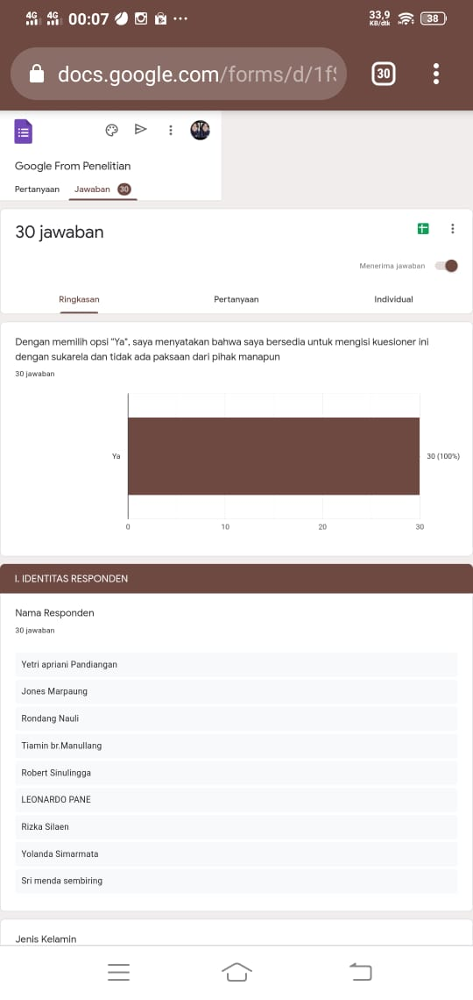 4G 4G 00:07 33,9 KB/dtk 38
docs.google.com/forms/d/1f 30
Google From Penelitian
Pertanyaan Jawaban 30
30 jawaban
Menerima jawaban
Ringkasan Pertanyaan Individual
Dengan memilih opsi "Ya", saya menyatakan bahwa saya bersedia untuk mengisi kuesioner ini
dengan sukarela dan tidak ada paksaan dari pihak manapun
30 jawaban
Ya 30 (100%)
0 10 20 30
I. IDENTITAS RESPONDEN
Nama Responden
30 jawaban
Yetri apriani Pandiangan
Jones Marpaung
Rondang Nauli
Tiamin br.Manullang
Robert Sinulingga
LEONARDO PANE
Rizka Silaen
Yolanda Simarmata
Sri menda sembiring
Jenis Kelamin